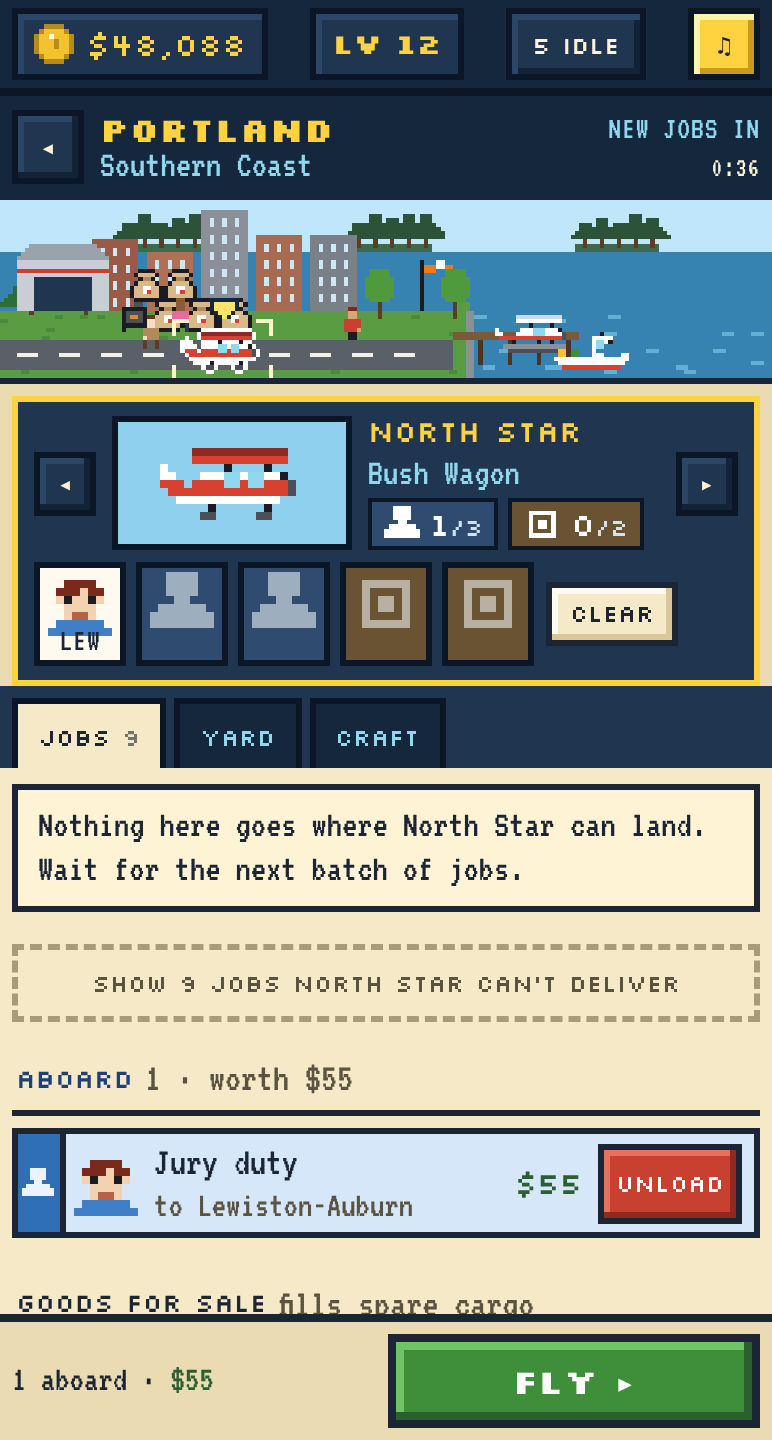 $48,088
LV 12
5 IDLE
♫
◂
PORTLAND
Southern Coast
NEW JOBS IN
0:36
NORTH STAR
Bush Wagon
◂
▸
1/3
0/2
LEW
CLEAR
JOBS 9
YARD
CRAFT
Nothing here goes where North Star can land.
Wait for the next batch of jobs.
SHOW 9 JOBS NORTH STAR CAN'T DELIVER
ABOARD 1 · worth $55
Jury duty
to Lewiston-Auburn
$55
UNLOAD
GOODS FOR SALE fills spare cargo
1 aboard · $55
FLY ▸